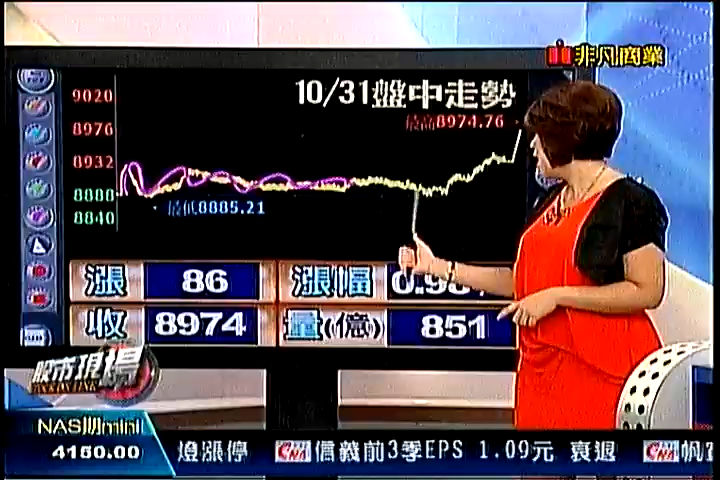 非凡商業
10/31盤中走勢
最高8974.76
9020
8976
8932
8888
8840
最低8885.21
漲 86 漲幅
收 8974 量(億) 851
股市現場
NAS期mini
4150.00
燈漲停 CNA 信義前3季EPS 1.09元 衰退 CNA 帆